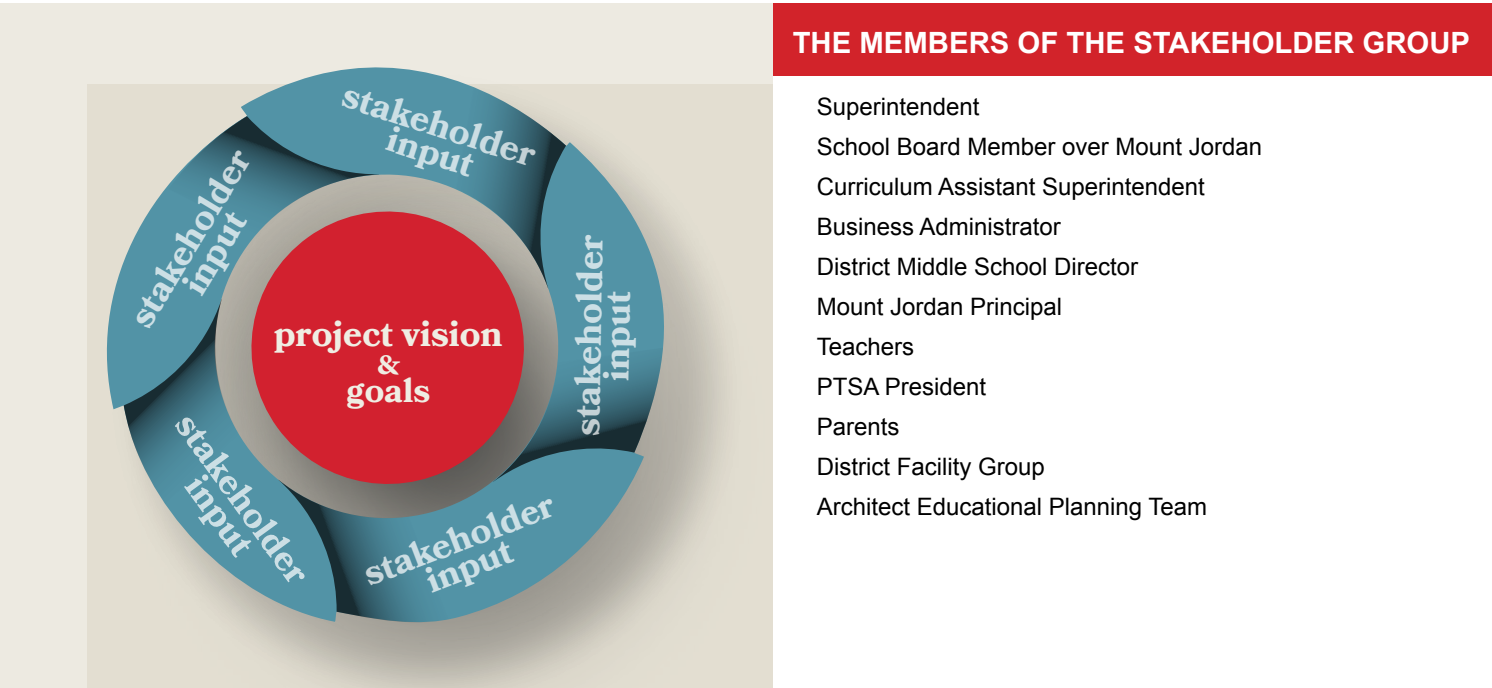 THE MEMBERS OF THE STAKEHOLDER GROUP
stakeholder
input
stakeholder
input
stakeholder
input
stakeholder
input
stakeholder
input
project vision
&
goals
Superintendent
School Board Member over Mount Jordan
Curriculum Assistant Superintendent
Business Administrator
District Middle School Director
Mount Jordan Principal
Teachers
PTSA President
Parents
District Facility Group
Architect Educational Planning Team